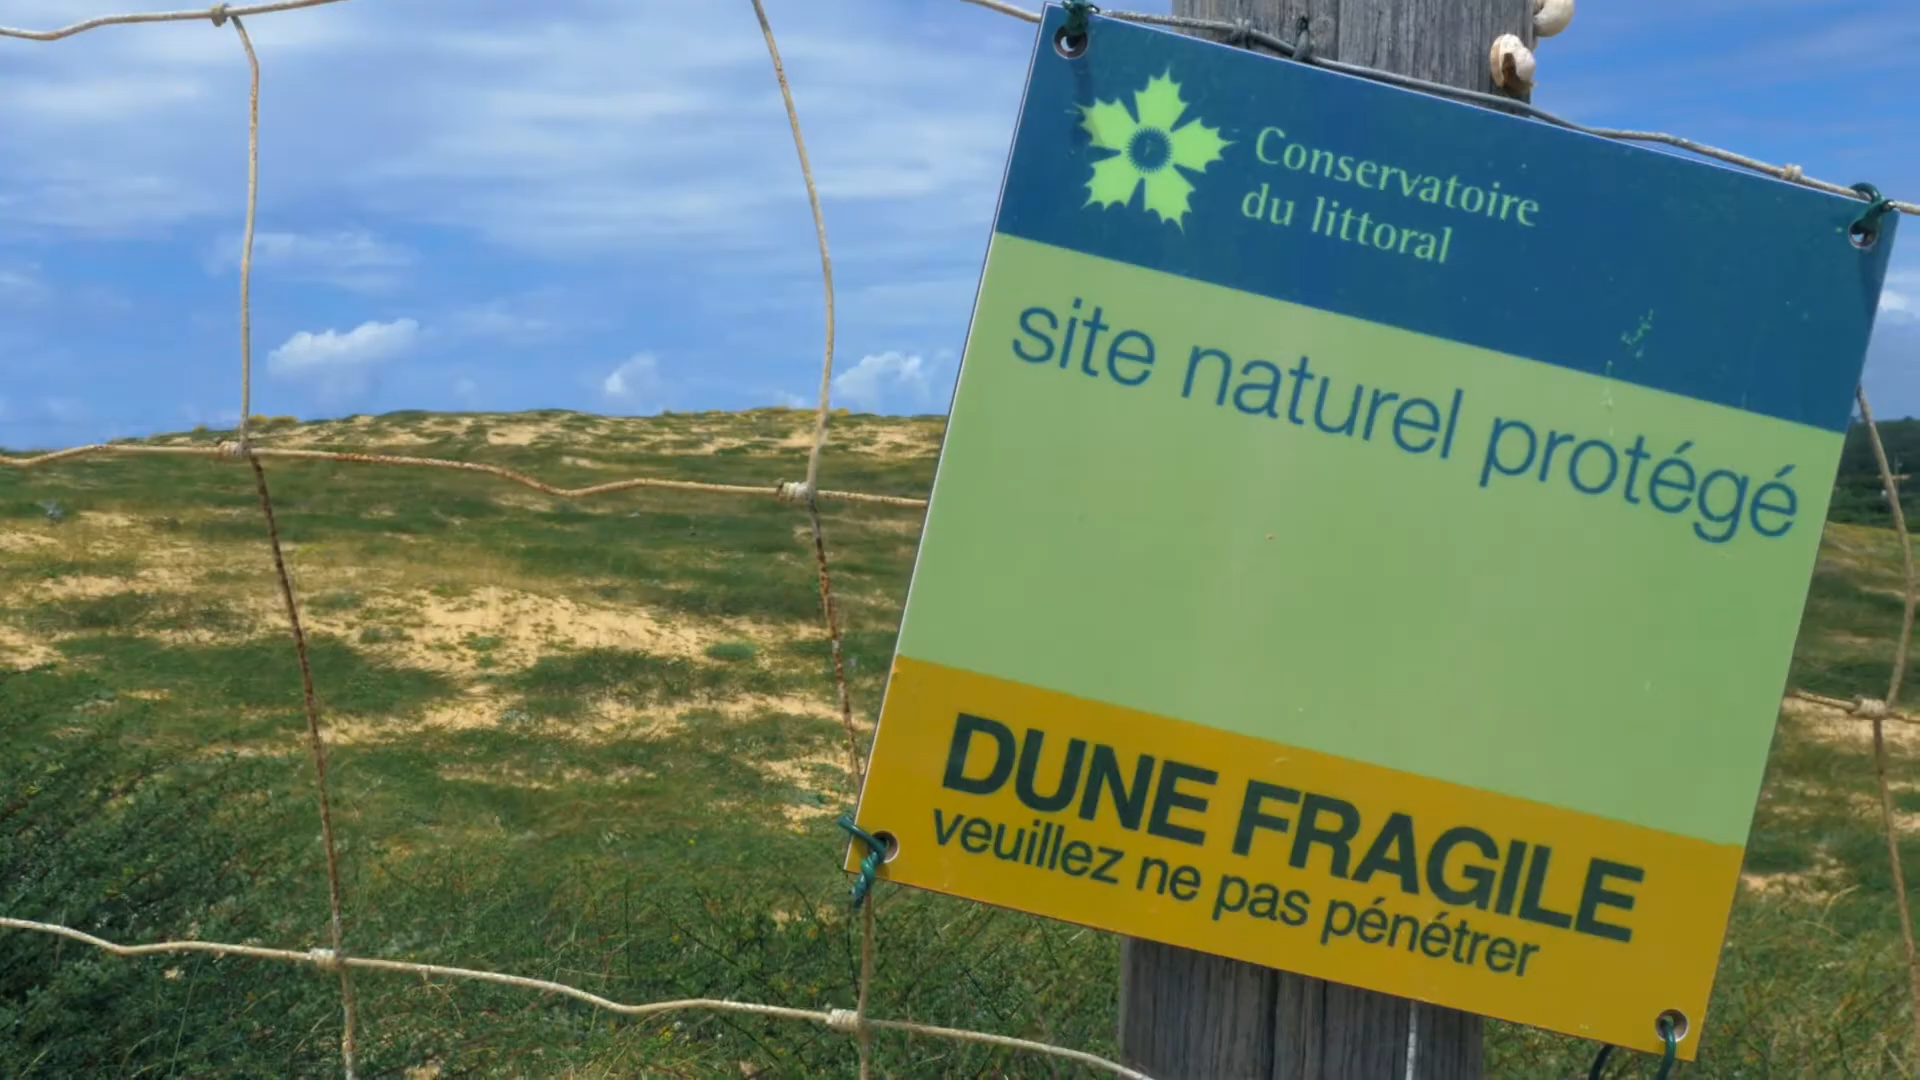 Conservatoire
du littoral
site naturel protégé
DUNE FRAGILE
veuillez ne pas pénétrer